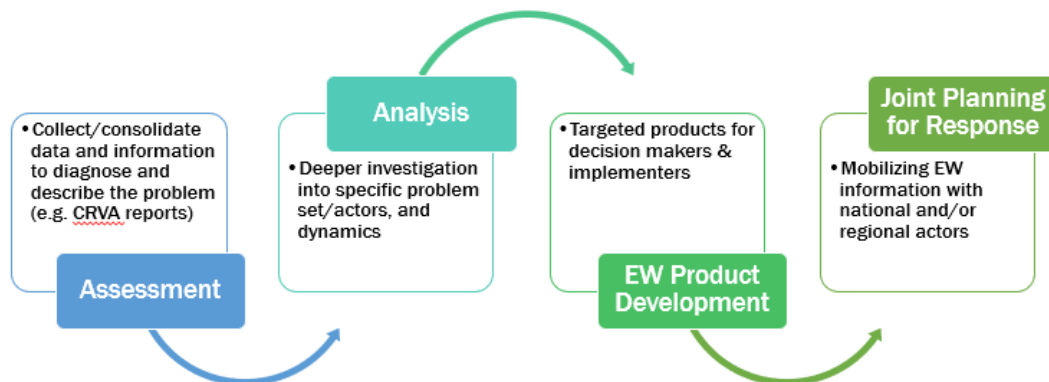 • Collect/consolidate
data and information
to diagnose and
describe the problem
(e.g. CRVA reports)
Assessment
Analysis
• Deeper investigation
into specific problem
set/actors, and
dynamics
• Targeted products for
decision makers &
implementers
EW Product
Development
Joint Planning
for Response
• Mobilizing EW
information with
national and/or
regional actors